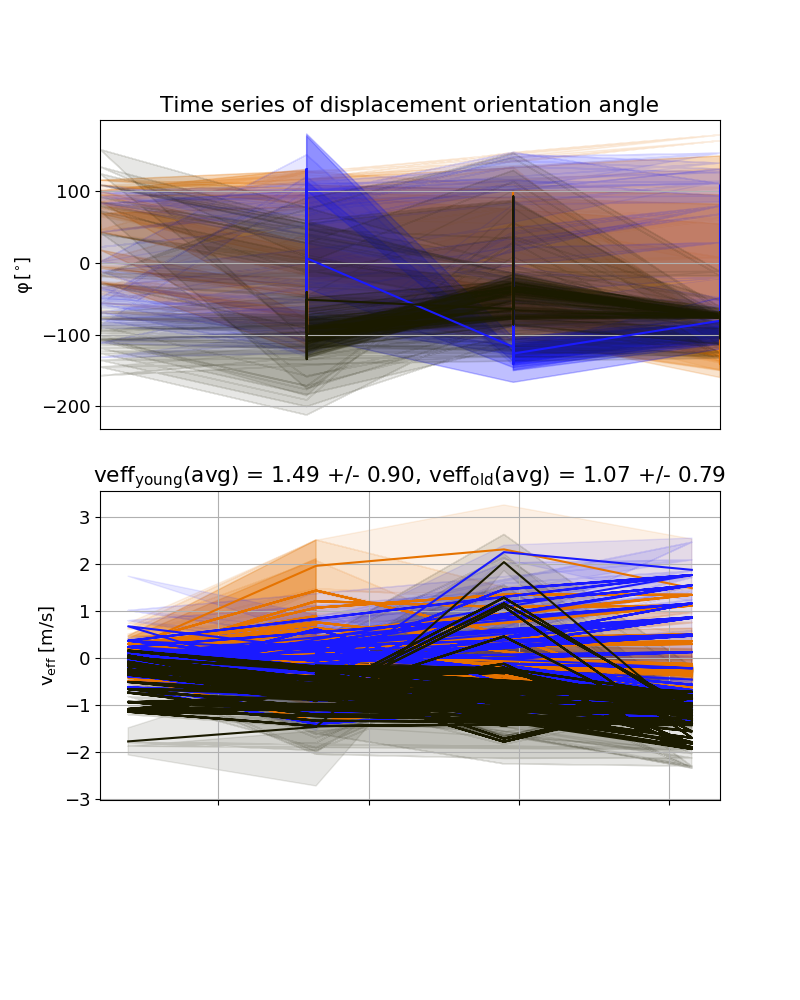 Time series of displacement orientation angle
φ [°]
100
0
−100
−200
veff_young(avg) = 1.49 +/- 0.90, veff_old(avg) = 1.07 +/- 0.79
v_eff [m/s]
3
2
1
0
−1
−2
−3